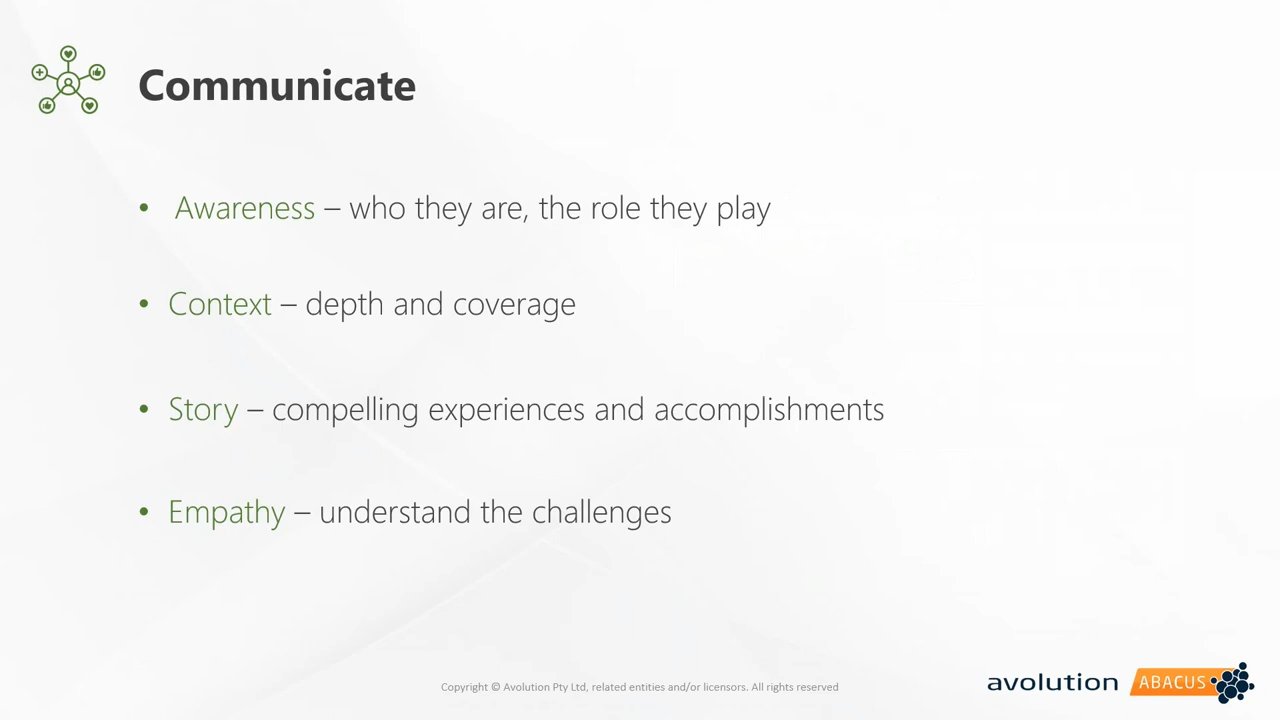 Communicate
• Awareness – who they are, the role they play
• Context – depth and coverage
• Story – compelling experiences and accomplishments
• Empathy – understand the challenges
Copyright © Avolution Pty Ltd, related entities and/or licensors. All rights reserved
avolution ABACUS